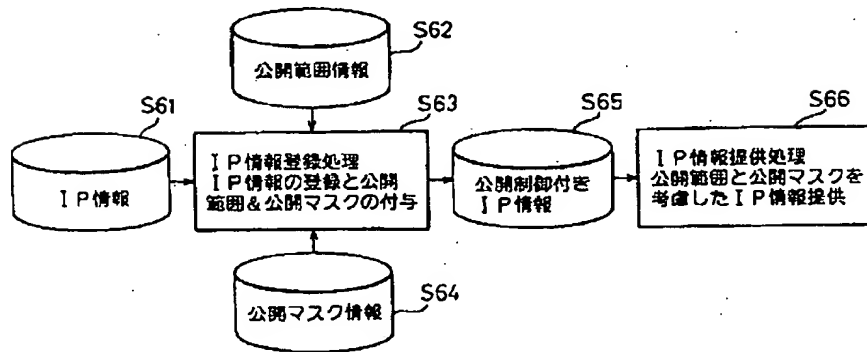 S62
公開範囲情報
S61
IP情報
S63
IP情報登録処理
IP情報の登録と公開
範囲&公開マスクの付与
S65
公開制御付き
IP情報
S66
IP情報提供処理
公開範囲と公開マスクを
考慮したIP情報提供
公開マスク情報
S64